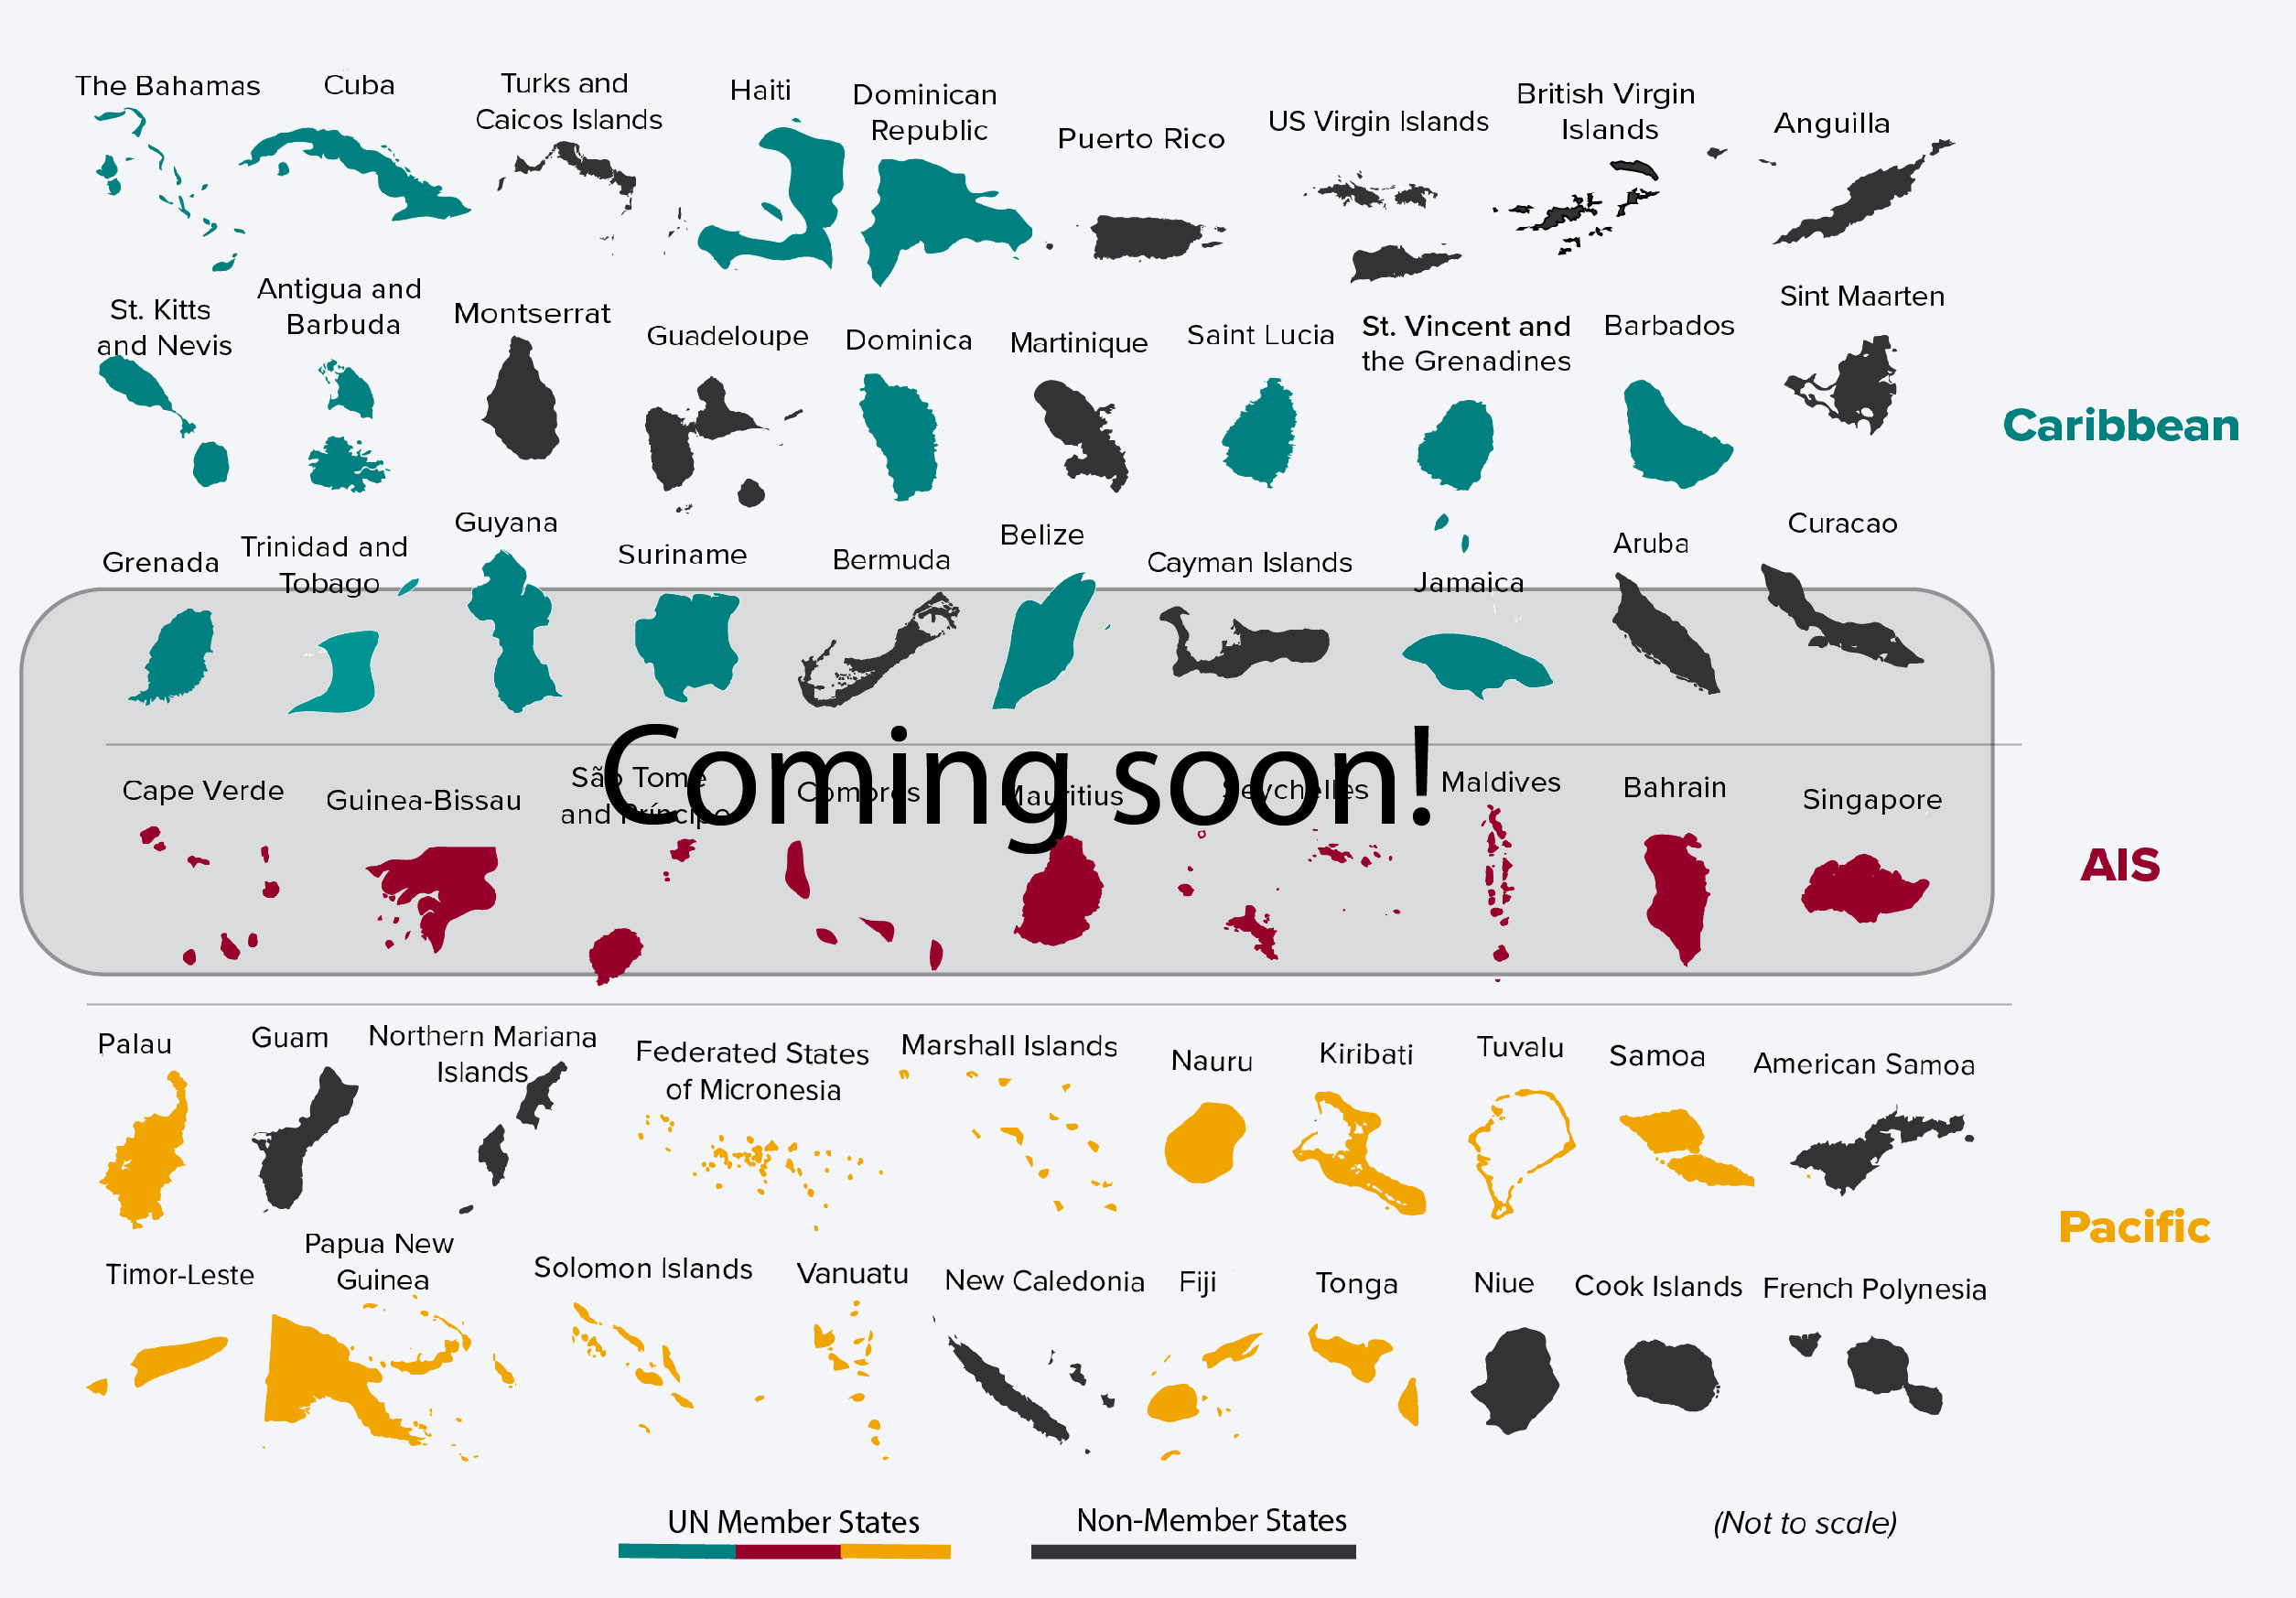 The Bahamas
Cuba
Turks and
Caicos Islands
Haiti
Dominican
Republic
Puerto Rico
US Virgin Islands
British Virgin
Islands
Anguilla
St. Kitts
and Nevis
Antigua and
Barbuda
Montserrat
Guadeloupe
Dominica
Martinique
Saint Lucia
St. Vincent and
the Grenadines
Barbados
Sint Maarten
Caribbean
Grenada
Trinidad and
Tobago
Guyana
Suriname
Bermuda
Belize
Cayman Islands
Jamaica
Aruba
Curacao
Coming soon!
Cape Verde
Guinea-Bissau
São Tome
and Príncipe
Comoros
Mauritius
Seychelles
Maldives
Bahrain
Singapore
AIS
Palau
Guam
Northern Mariana
Islands
Federated States
of Micronesia
Marshall Islands
Nauru
Kiribati
Tuvalu
Samoa
American Samoa
Pacific
Timor-Leste
Papua New
Guinea
Solomon Islands
Vanuatu
New Caledonia
Fiji
Tonga
Niue
Cook Islands
French Polynesia
UN Member States
Non-Member States
(Not to scale)